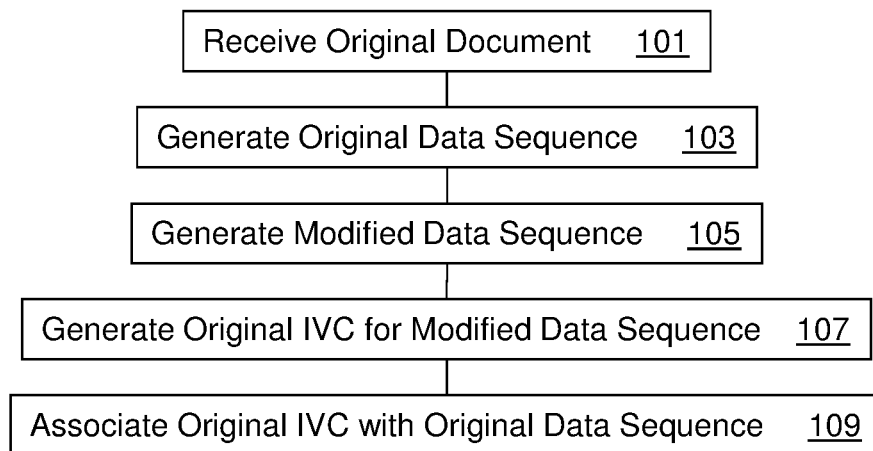 Receive Original Document 101
Generate Original Data Sequence 103
Generate Modified Data Sequence 105
Generate Original IVC for Modified Data Sequence 107
Associate Original IVC with Original Data Sequence 109